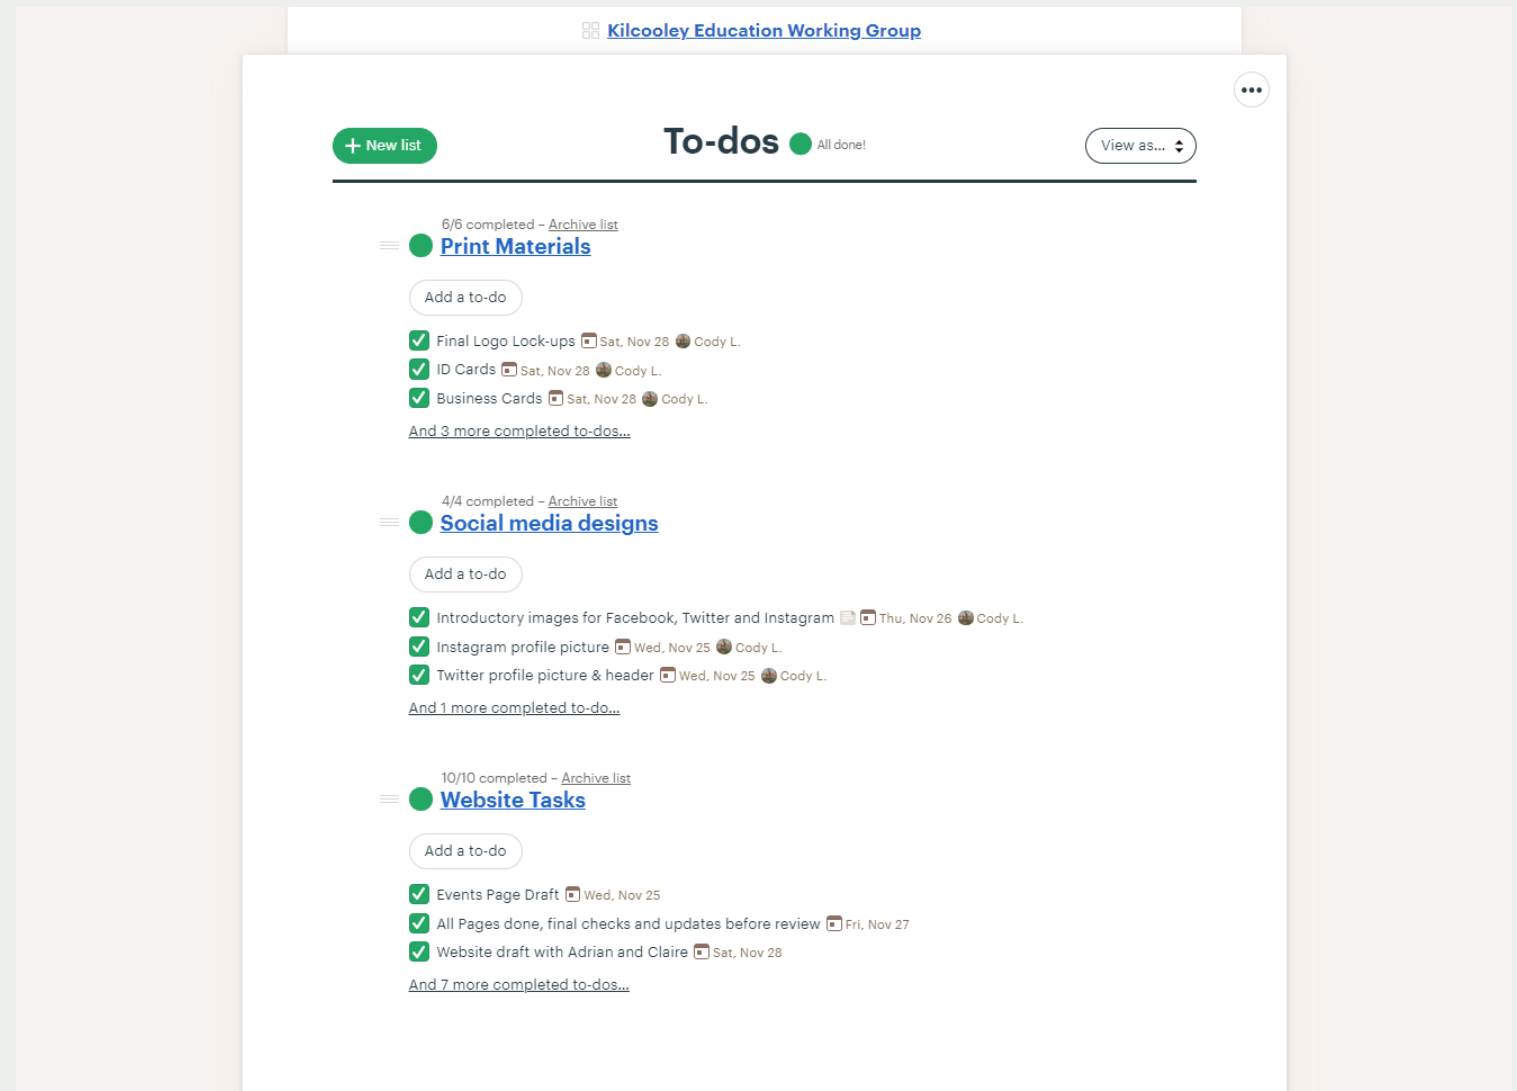 Kilcooley Education Working Group
New list
To-dos All done!
View as...
6/6 completed – Archive list
Print Materials
Add a to-do
Final Logo Lock-ups Sat, Nov 28 Cody L.
ID Cards Sat, Nov 28 Cody L.
Business Cards Sat, Nov 28 Cody L.
And 3 more completed to-dos...
4/4 completed – Archive list
Social media designs
Add a to-do
Introductory images for Facebook, Twitter and Instagram Thu, Nov 26 Cody L.
Instagram profile picture Wed, Nov 25 Cody L.
Twitter profile picture & header Wed, Nov 25 Cody L.
And 1 more completed to-do...
10/10 completed – Archive list
Website Tasks
Add a to-do
Events Page Draft Wed, Nov 25
All Pages done, final checks and updates before review Fri, Nov 27
Website draft with Adrian and Claire Sat, Nov 28
And 7 more completed to-dos...